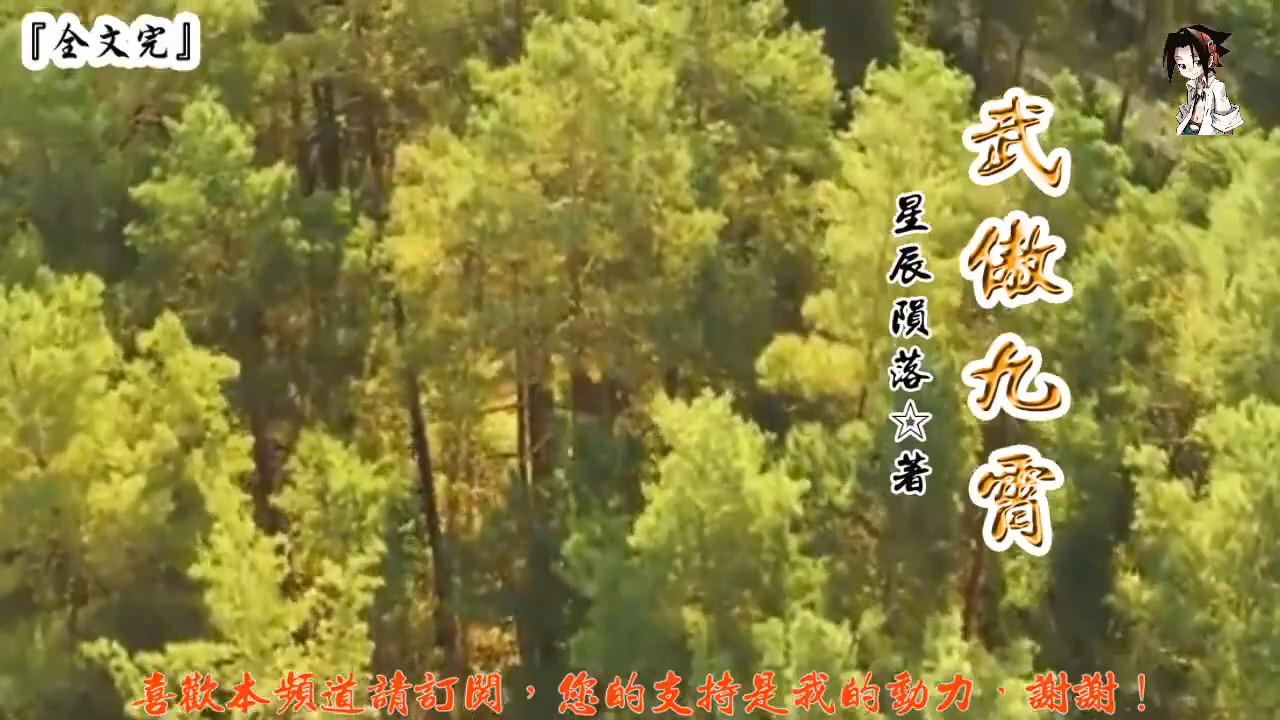 『全文完』
武傲九霄
星辰隕落☆著
喜歡本頻道請訂閱，您的支持是我的動力，謝謝！